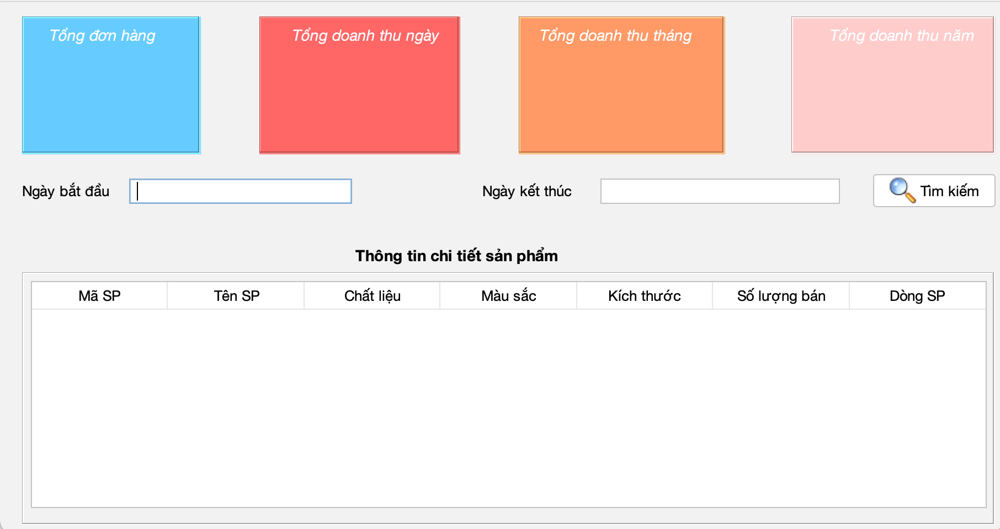 Tổng đơn hàng
Tổng doanh thu ngày
Tổng doanh thu tháng
Tổng doanh thu năm
Ngày bắt đầu
Ngày kết thúc
Tìm kiếm
Thông tin chi tiết sản phẩm
Mã SP
Tên SP
Chất liệu
Màu sắc
Kích thước
Số lượng bán
Dòng SP